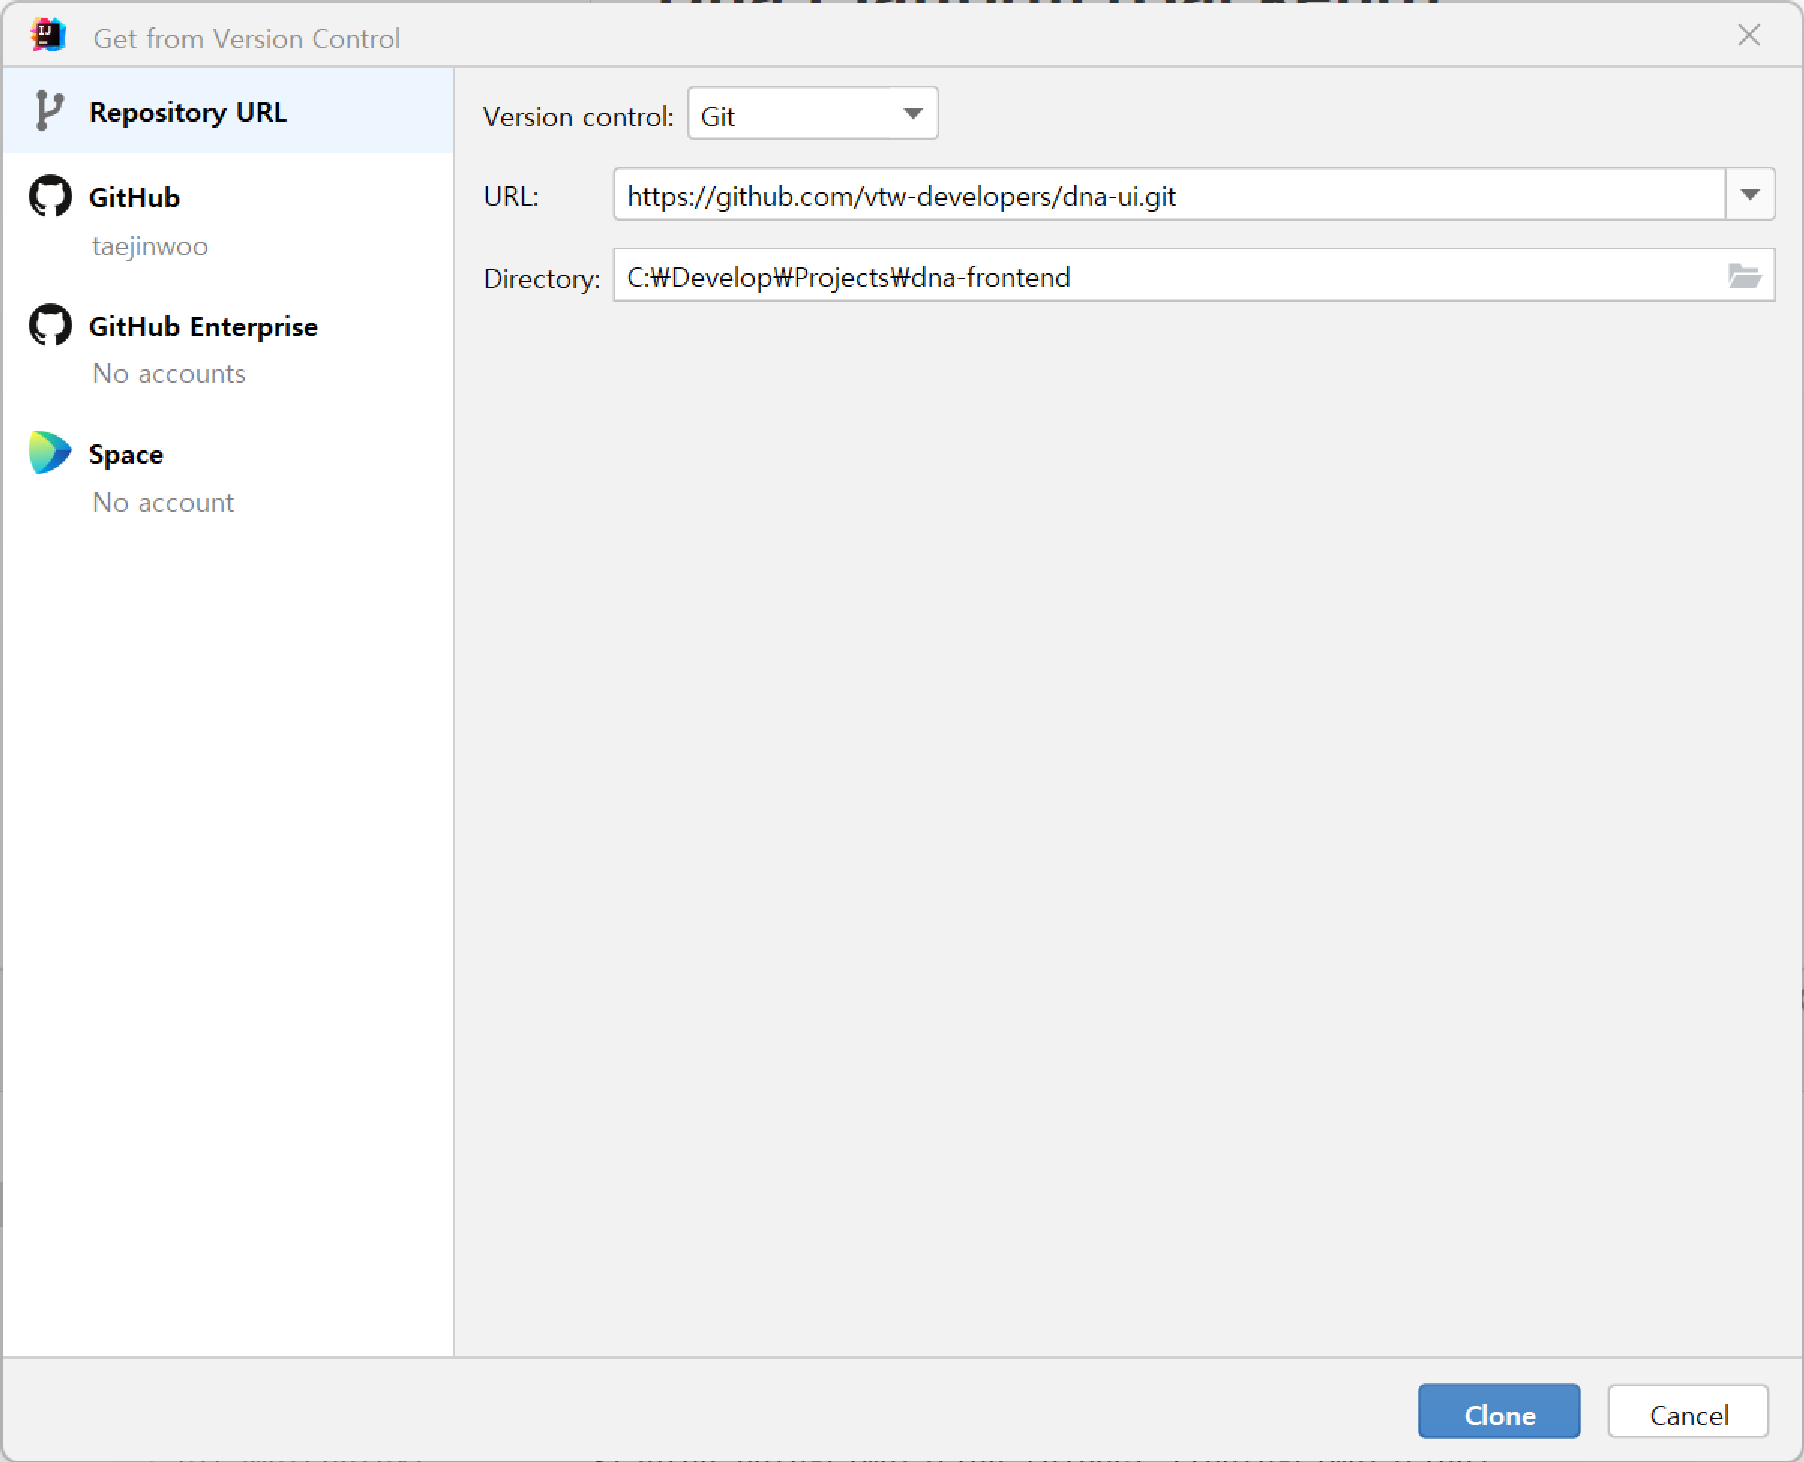 Get from Version Control
Repository URL
GitHub
taejinwoo
GitHub Enterprise
No accounts
Space
No account
Version control: Git
URL: https://github.com/vtw-developers/dna-ui.git
Directory: C:₩Develop₩Projects₩dna-frontend
Clone Cancel